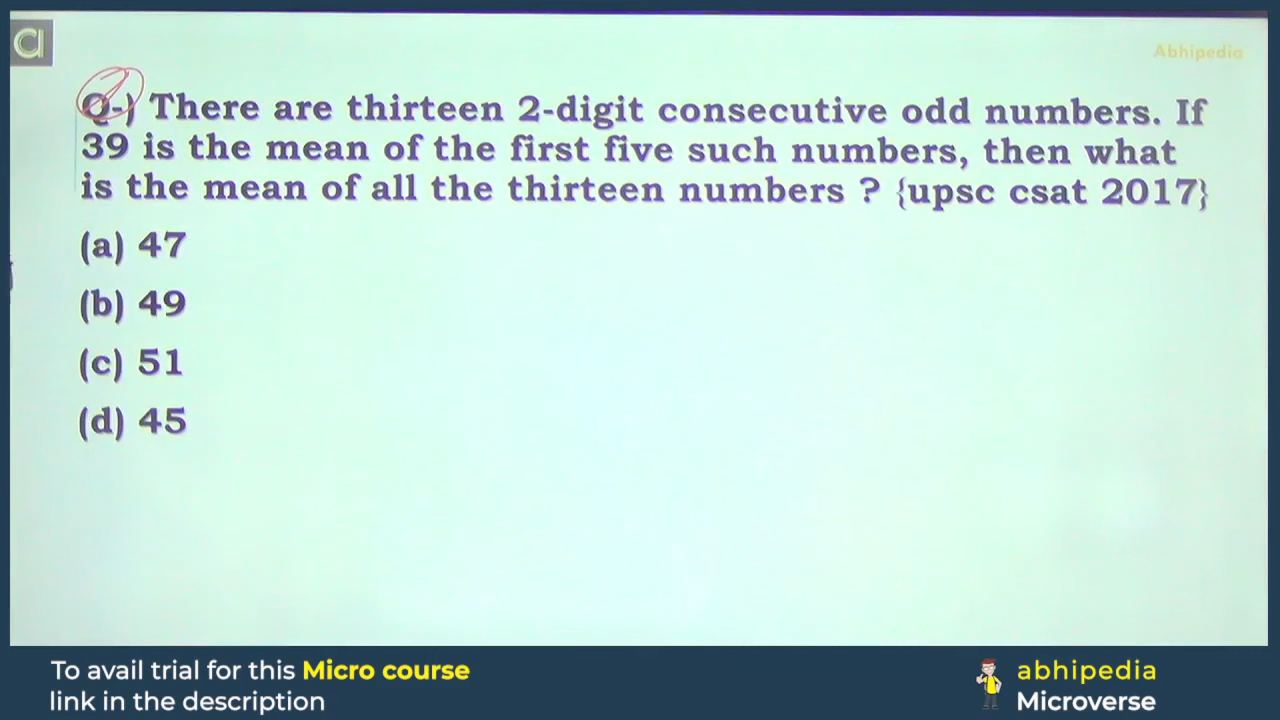 a
Abhipedia
Q-) There are thirteen 2-digit consecutive odd numbers. If
39 is the mean of the first five such numbers, then what
is the mean of all the thirteen numbers ? {upsc csat 2017}
(a) 47
(b) 49
(c) 51
(d) 45
To avail trial for this Micro course
link in the description
abhipedia
Microverse